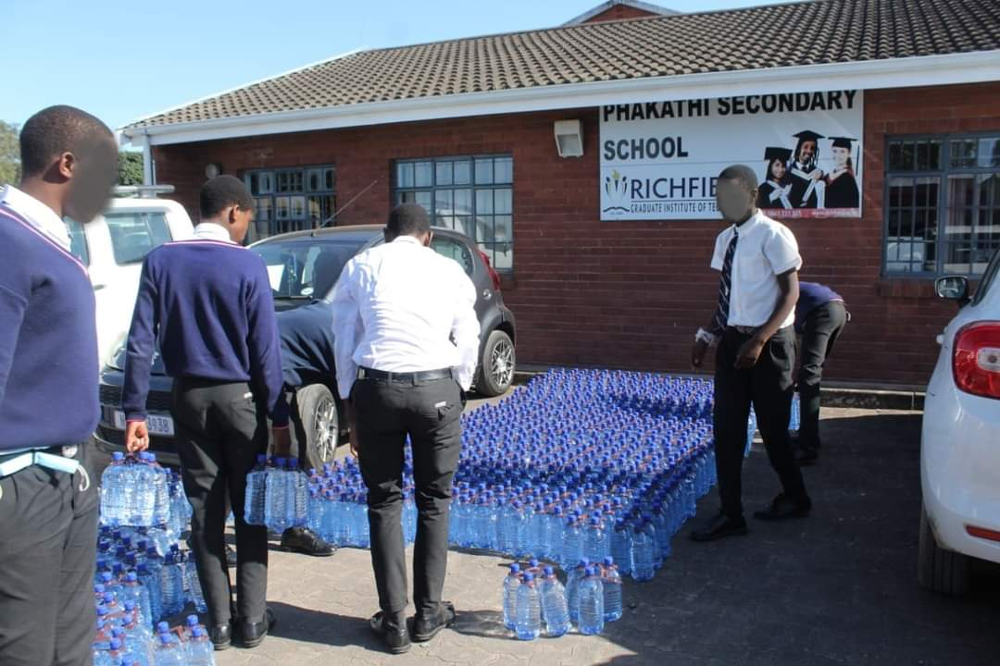 PHAKATHI SECONDARY
SCHOOL
RICHFIE
GRADUATE INSTITUTE OF TE